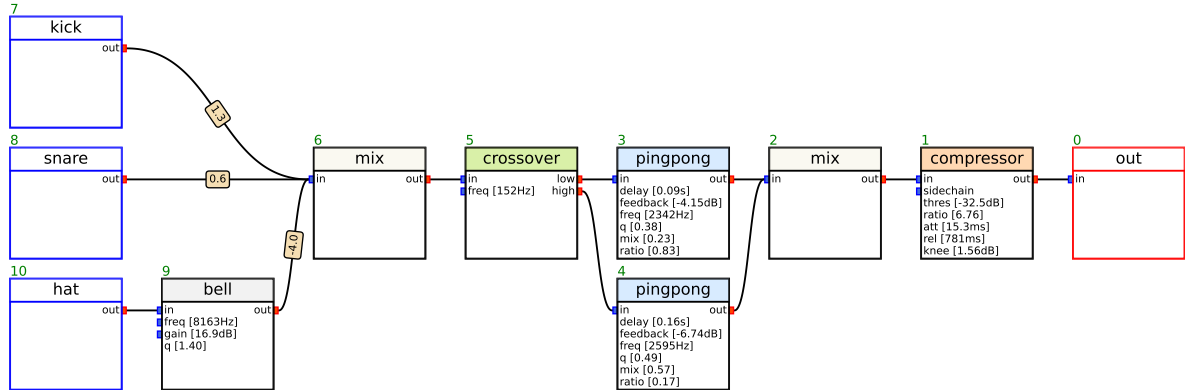 7
kick
out
1.3
8
snare
out
0.6
10
hat
out
9
bell
in out
freq [8163Hz]
gain [16.9dB]
q [1.40]
-4.0
6
mix
in out
5
crossover
in low
freq [152Hz] high
3
pingpong
in out
delay [0.09s]
feedback [-4.15dB]
freq [2342Hz]
q [0.38]
mix [0.23]
ratio [0.83]
4
pingpong
in out
delay [0.16s]
feedback [-6.74dB]
freq [2595Hz]
q [0.49]
mix [0.57]
ratio [0.17]
2
mix
in out
1
compressor
in out
sidechain
thres [-32.5dB]
ratio [6.76]
att [15.3ms]
rel [781ms]
knee [1.56dB]
0
out
in